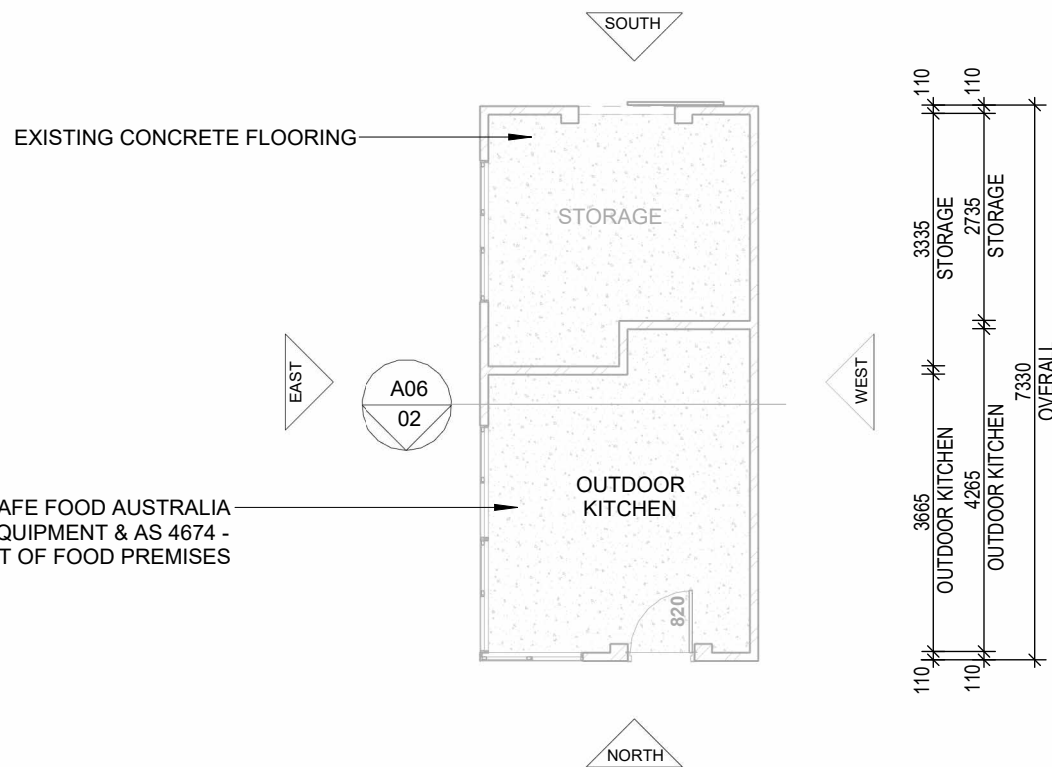 SOUTH
EXISTING CONCRETE FLOORING
STORAGE
EAST
A06
02
WEST
OUTDOOR
KITCHEN
AFE FOOD AUSTRALIA
QUIPMENT & AS 4674 -
T OF FOOD PREMISES
820
NORTH
110
3335
STORAGE
3665
OUTDOOR KITCHEN
110
110
2735
STORAGE
4265
OUTDOOR KITCHEN
110
7330
OVERALL